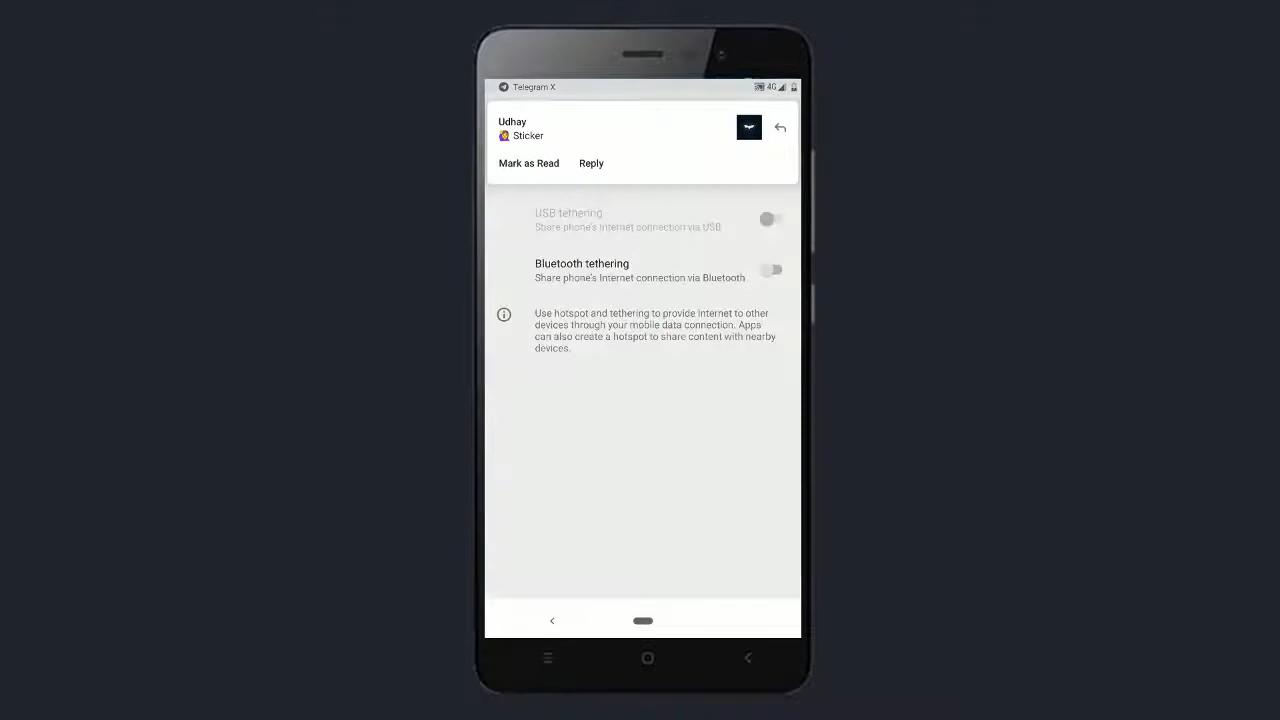 Telegram X
4G
Udhay
🙋 Sticker
Mark as Read Reply
USB tethering
Share phone's Internet connection via USB
Bluetooth tethering
Share phone's Internet connection via Bluetooth
Use hotspot and tethering to provide internet to other
devices through your mobile data connection. Apps
can also create a hotspot to share content with nearby
devices.